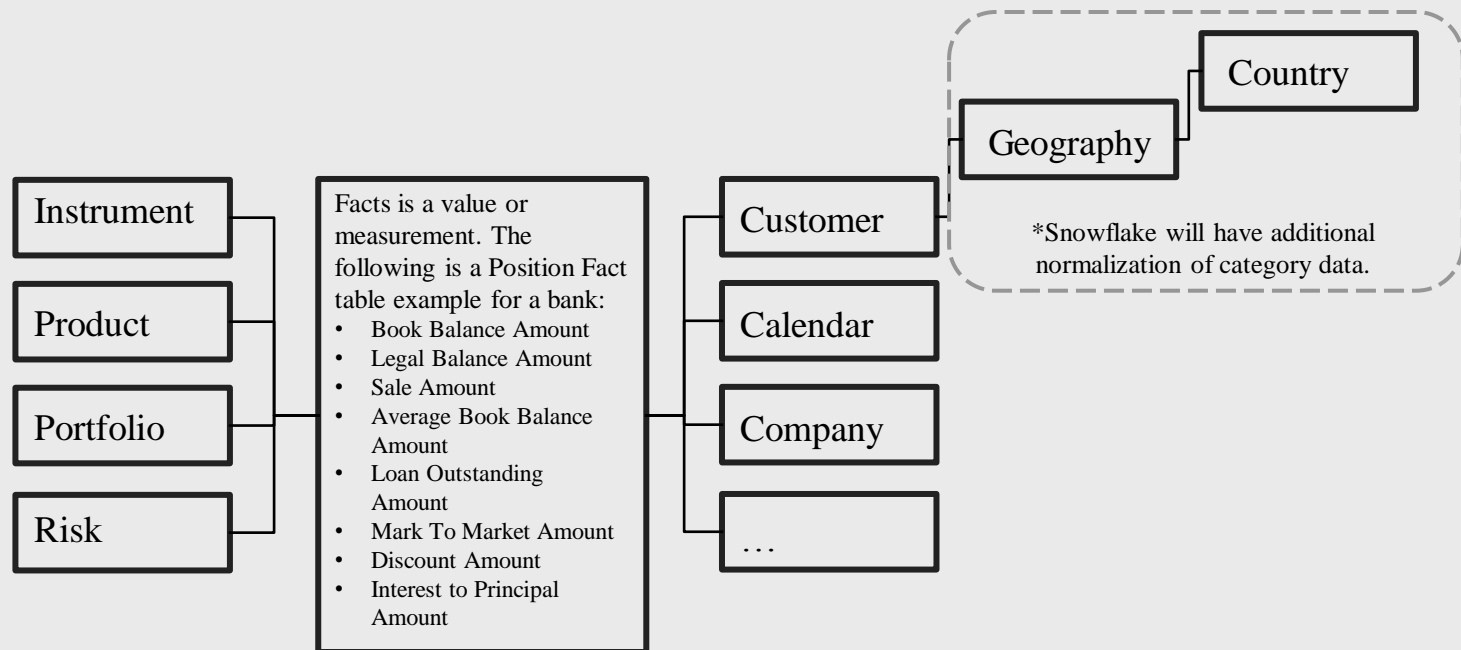 Instrument
Product
Portfolio
Risk
Facts is a value or
measurement. The
following is a Position Fact
table example for a bank:
• Book Balance Amount
• Legal Balance Amount
• Sale Amount
• Average Book Balance
Amount
• Loan Outstanding
Amount
• Mark To Market Amount
• Discount Amount
• Interest to Principal
Amount
Customer
Calendar
Company
…
Geography
Country
*Snowflake will have additional
normalization of category data.